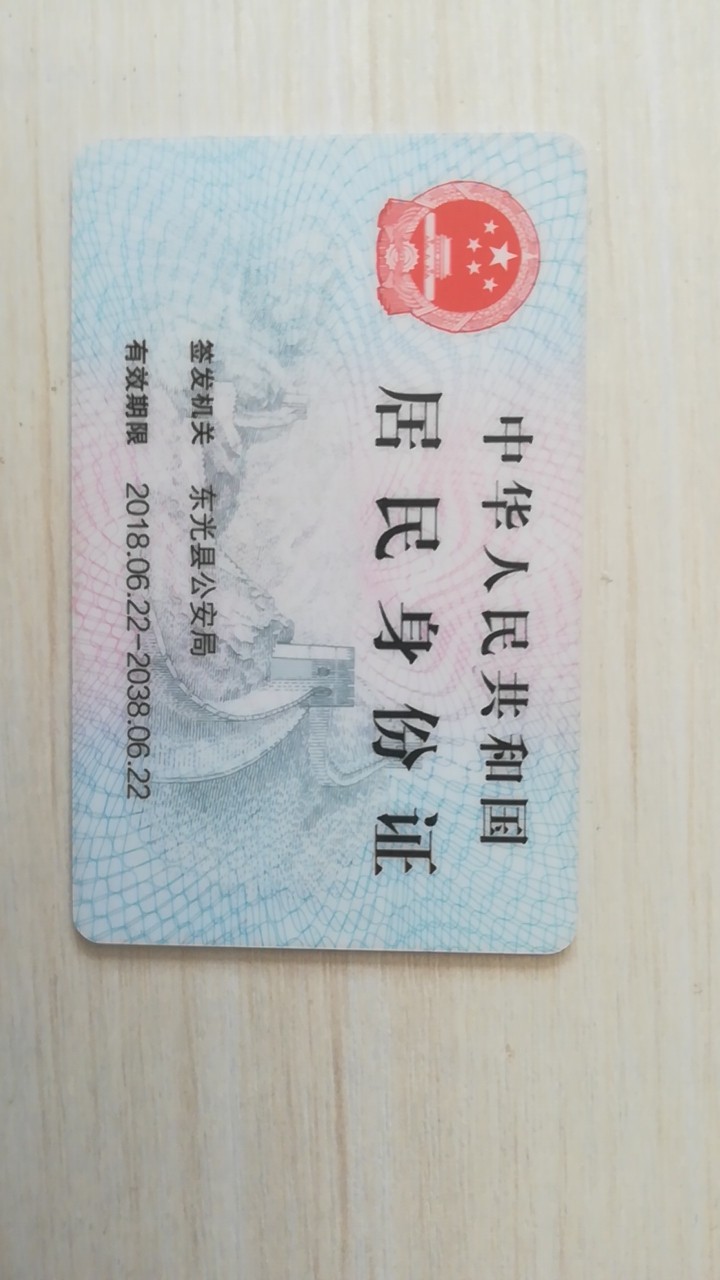 中华人民共和国
居民身份证
签发机关 东光县公安局
有效期限 2018.06.22-2038.06.22